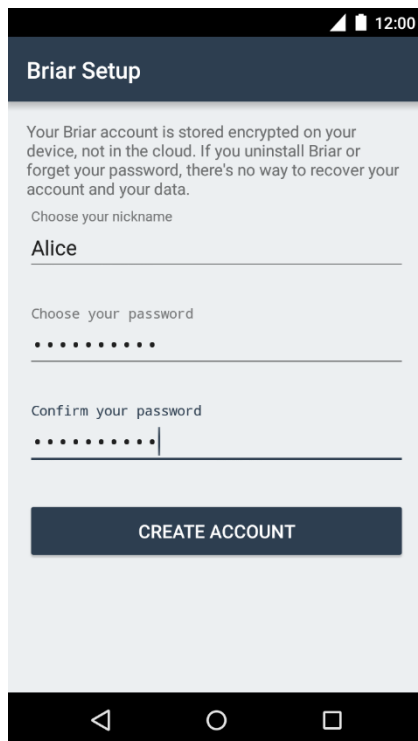 12:00
Briar Setup
Your Briar account is stored encrypted on your
device, not in the cloud. If you uninstall Briar or
forget your password, there's no way to recover your
account and your data.
Choose your nickname
Alice
Choose your password
••••••••••
Confirm your password
••••••••••
CREATE ACCOUNT